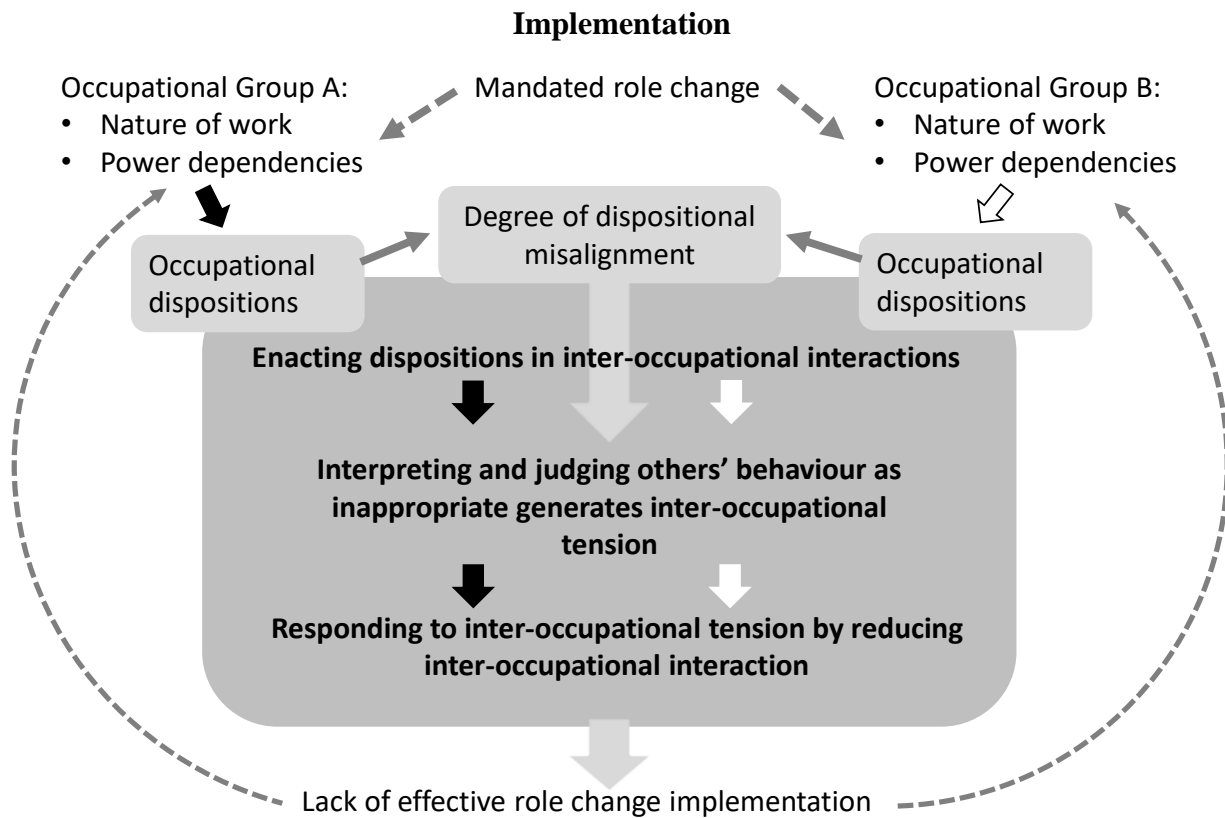 Implementation
Occupational Group A:
• Nature of work
• Power dependencies
Mandated role change
Occupational Group B:
• Nature of work
• Power dependencies
Degree of dispositional
misalignment
Occupational
dispositions
Occupational
dispositions
Enacting dispositions in inter-occupational interactions
Interpreting and judging others’ behaviour as
inappropriate generates inter-occupational
tension
Responding to inter-occupational tension by reducing
inter-occupational interaction
Lack of effective role change implementation